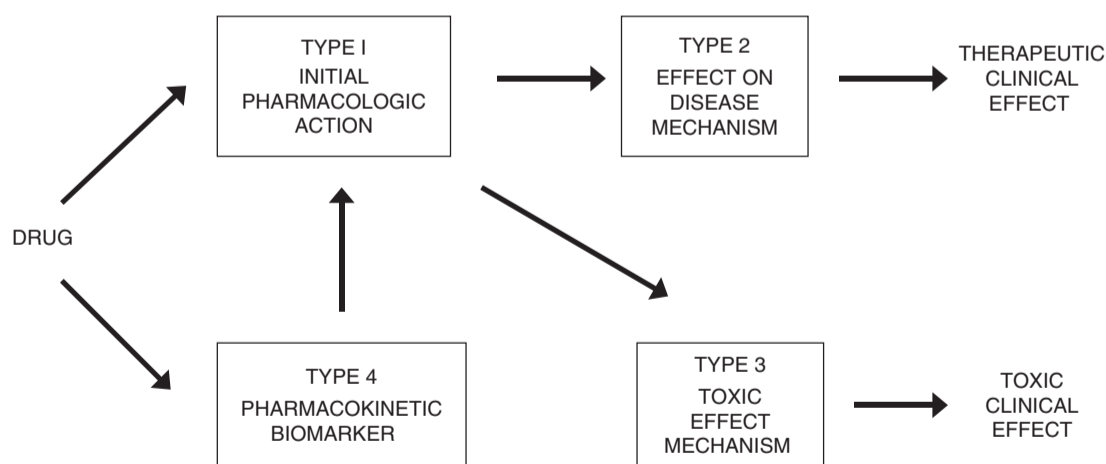 TYPE I
INITIAL
PHARMACOLOGIC
ACTION
TYPE 2
EFFECT ON
DISEASE
MECHANISM
THERAPEUTIC
CLINICAL
EFFECT
DRUG
TYPE 4
PHARMACOKINETIC
BIOMARKER
TYPE 3
TOXIC
EFFECT
MECHANISM
TOXIC
CLINICAL
EFFECT